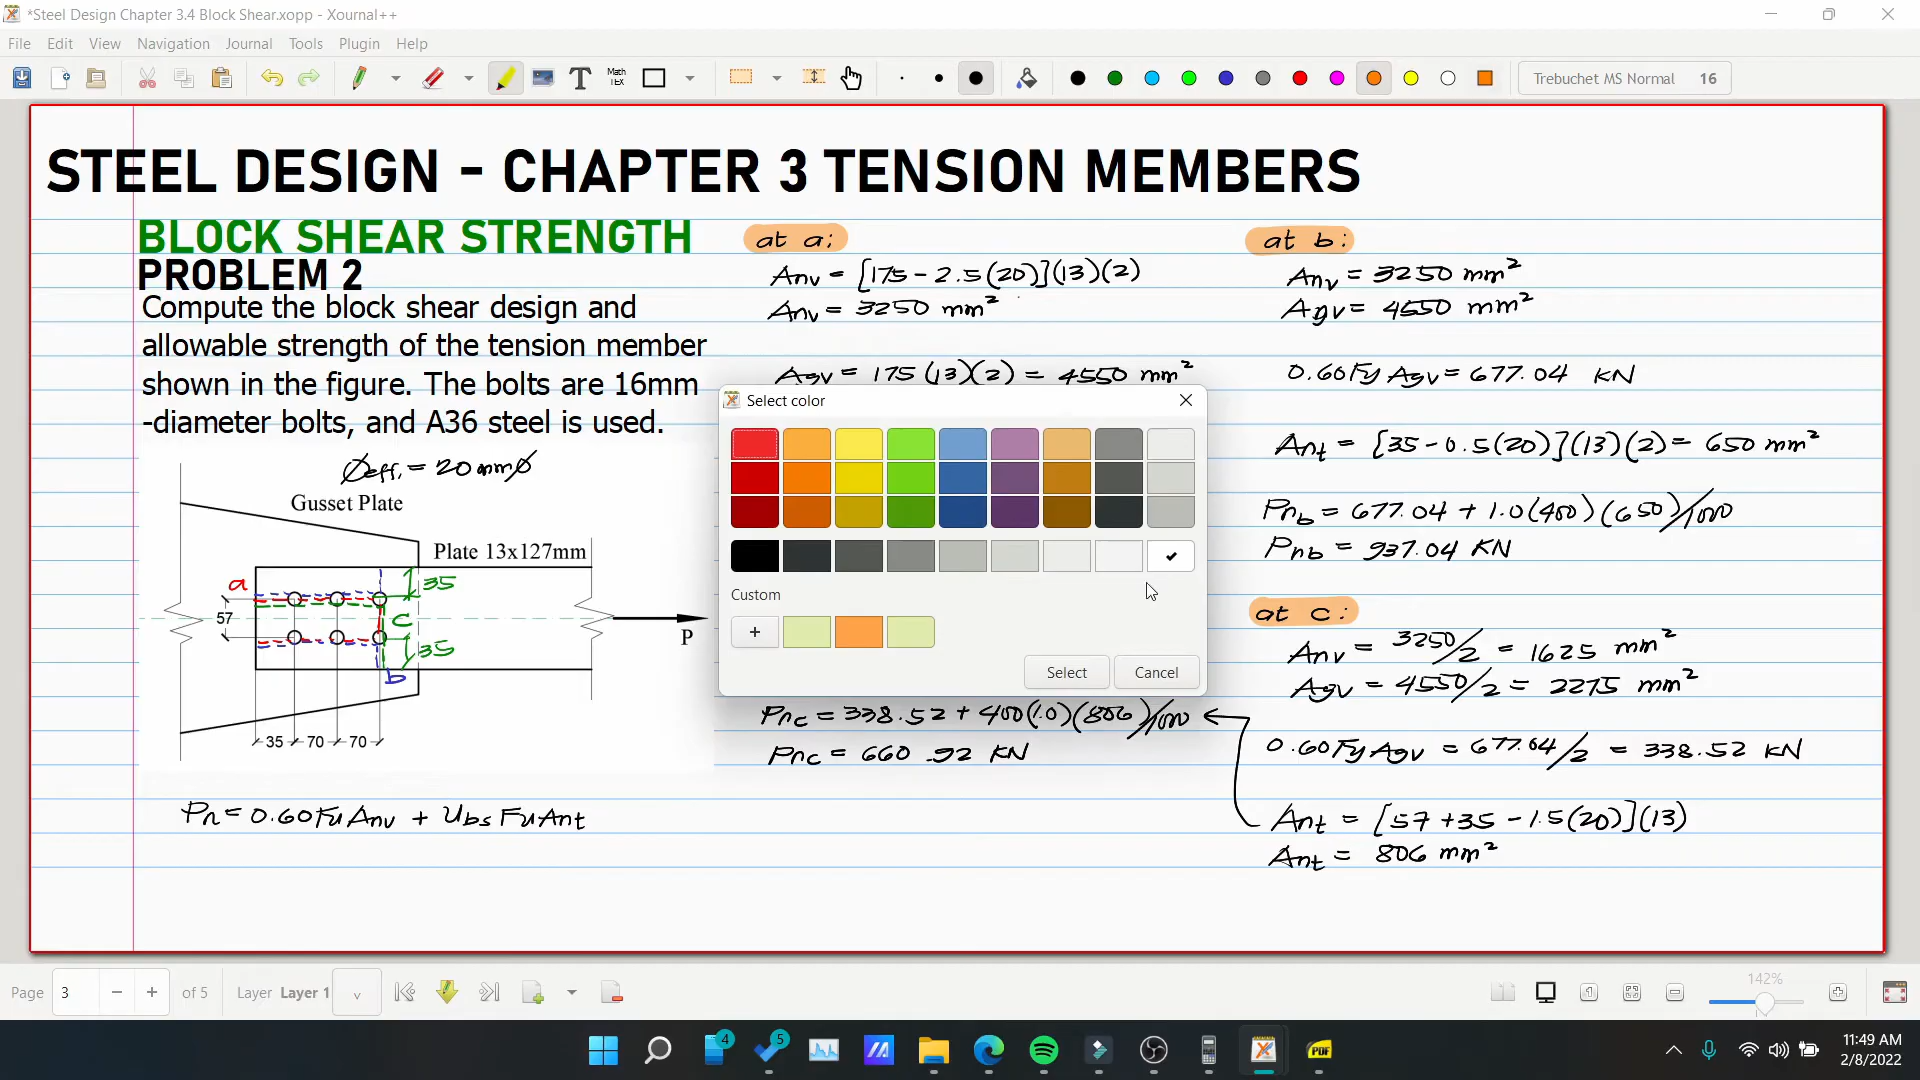 *Steel Design Chapter 3.4 Block Shear.xopp - Xournal++
File Edit View Navigation Journal Tools Plugin Help
T Math TEX
Trebuchet MS Normal 16
STEEL DESIGN - CHAPTER 3 TENSION MEMBERS
BLOCK SHEAR STRENGTH
PROBLEM 2
Compute the block shear design and
allowable strength of the tension member
shown in the figure. The bolts are 16mm
-diameter bolts, and A36 steel is used.
Øeff. = 20mmØ
Gusset Plate
Plate 13x127mm
a
35
57
c
35
b
P
35 70 70
Pn = 0.60FuAnv + Ubs FuAnt
at a:
Anv = [175 - 2.5(20)](13)(2)
Anv = 3250 mm²
Agv = 175(13)(2) = 4550 mm²
Select color
Custom
+
Select Cancel
Pnc = 338.52 + 400(1.0)(806)/1000
Pnc = 660.92 KN
at b:
Anv = 3250 mm²
Agv = 4550 mm²
0.60Fy Agv = 677.04 KN
Ant = [35 - 0.5(20)](13)(2) = 650 mm²
Pnb = 677.04 + 1.0(400)(650)/1000
Pnb = 937.04 KN
at c:
Anv = 3250/2 = 1625 mm²
Agv = 4550/2 = 2275 mm²
0.60Fy Agv = 677.04/2 = 338.52 KN
Ant = [57 + 35 - 1.5(20)](13)
Ant = 806 mm²
Page 3 of 5 Layer Layer 1
142%
4
5
PDF
11:49 AM
2/8/2022